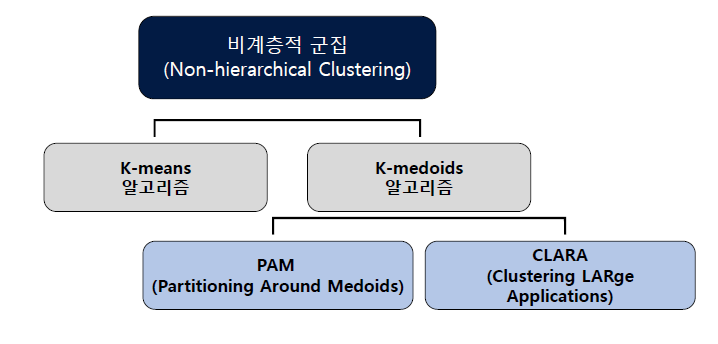 비계층적 군집
(Non-hierarchical Clustering)
K-means
알고리즘
K-medoids
알고리즘
PAM
(Partitioning Around Medoids)
CLARA
(Clustering LARge
Applications)